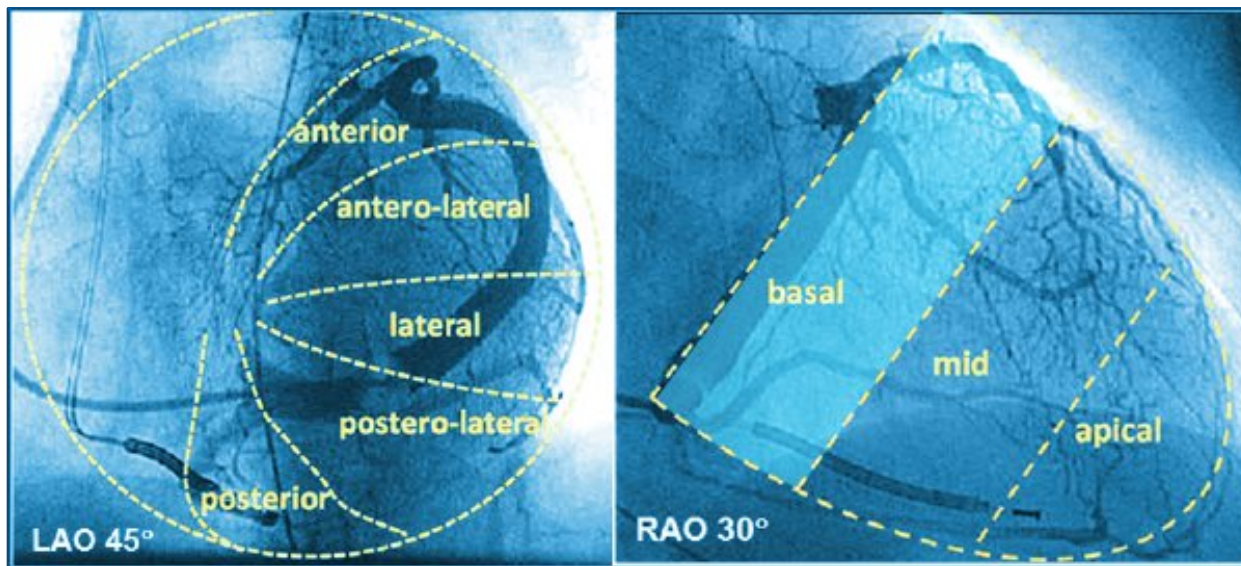 anterior
antero-lateral
lateral
postero-lateral
posterior
LAO 45°
basal
mid
apical
RAO 30°